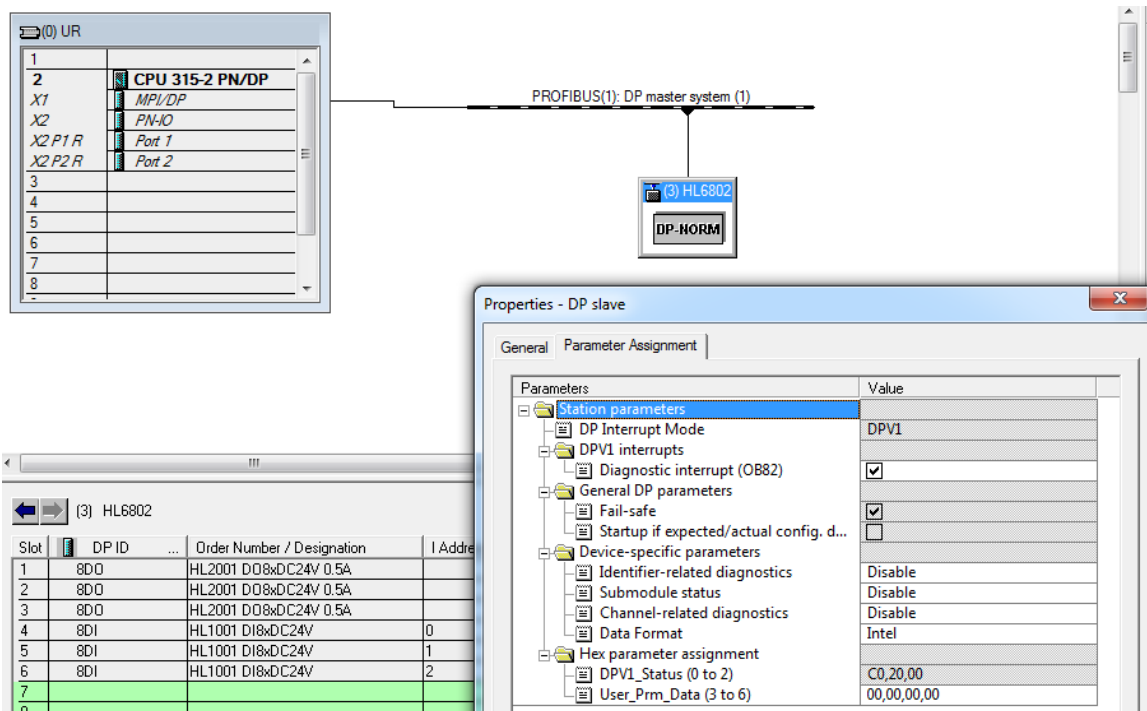 (0) UR
1
2 CPU 315-2 PN/DP
X1 MPI/DP
X2 PN-IO
X2 P1 R Port 1
X2 P2 R Port 2
3
4
5
6
7
8
PROFIBUS(1): DP master system (1)
(3) HL6802
DP-NORM
(3) HL6802
Slot DP ID ... Order Number / Designation I Addre
1 8DO HL2001 DO8xDC24V 0.5A
2 8DO HL2001 DO8xDC24V 0.5A
3 8DO HL2001 DO8xDC24V 0.5A
4 8DI HL1001 DI8xDC24V 0
5 8DI HL1001 DI8xDC24V 1
6 8DI HL1001 DI8xDC24V 2
7
Properties - DP slave
General Parameter Assignment
Parameters Value
Station parameters
DP Interrupt Mode DPV1
DPV1 interrupts
Diagnostic interrupt (OB82)
General DP parameters
Fail-safe
Startup if expected/actual config. d...
Device-specific parameters
Identifier-related diagnostics Disable
Submodule status Disable
Channel-related diagnostics Disable
Data Format Intel
Hex parameter assignment
DPV1_Status (0 to 2) C0,20,00
User_Prm_Data (3 to 6) 00,00,00,00